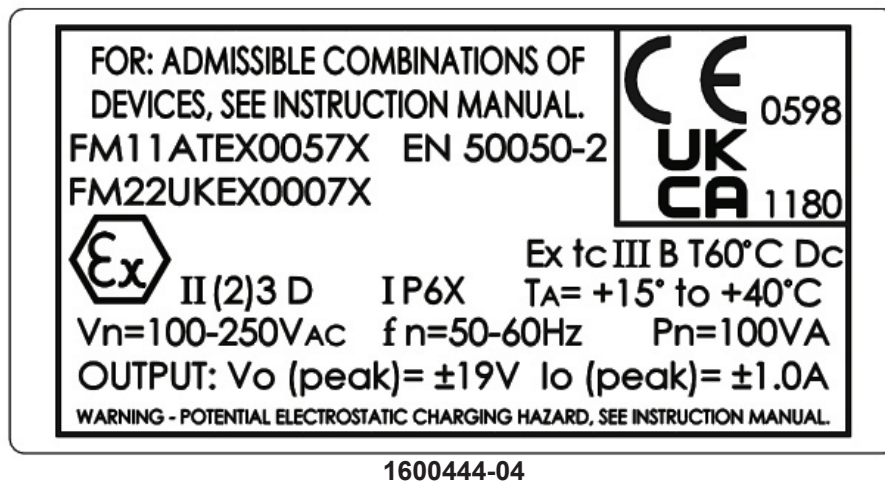 FOR: ADMISSIBLE COMBINATIONS OF
DEVICES, SEE INSTRUCTION MANUAL.
FM11ATEX0057X EN 50050-2
FM22UKEX0007X
CE 0598
UK
CA 1180
Ex tc III B T60°C Dc
Ex II (2)3 D IP6X TA= +15° to +40°C
Vn=100-250VAC fn=50-60Hz Pn=100VA
OUTPUT: Vo (peak)= ±19V Io (peak)= ±1.0A
WARNING - POTENTIAL ELECTROSTATIC CHARGING HAZARD, SEE INSTRUCTION MANUAL.
1600444-04